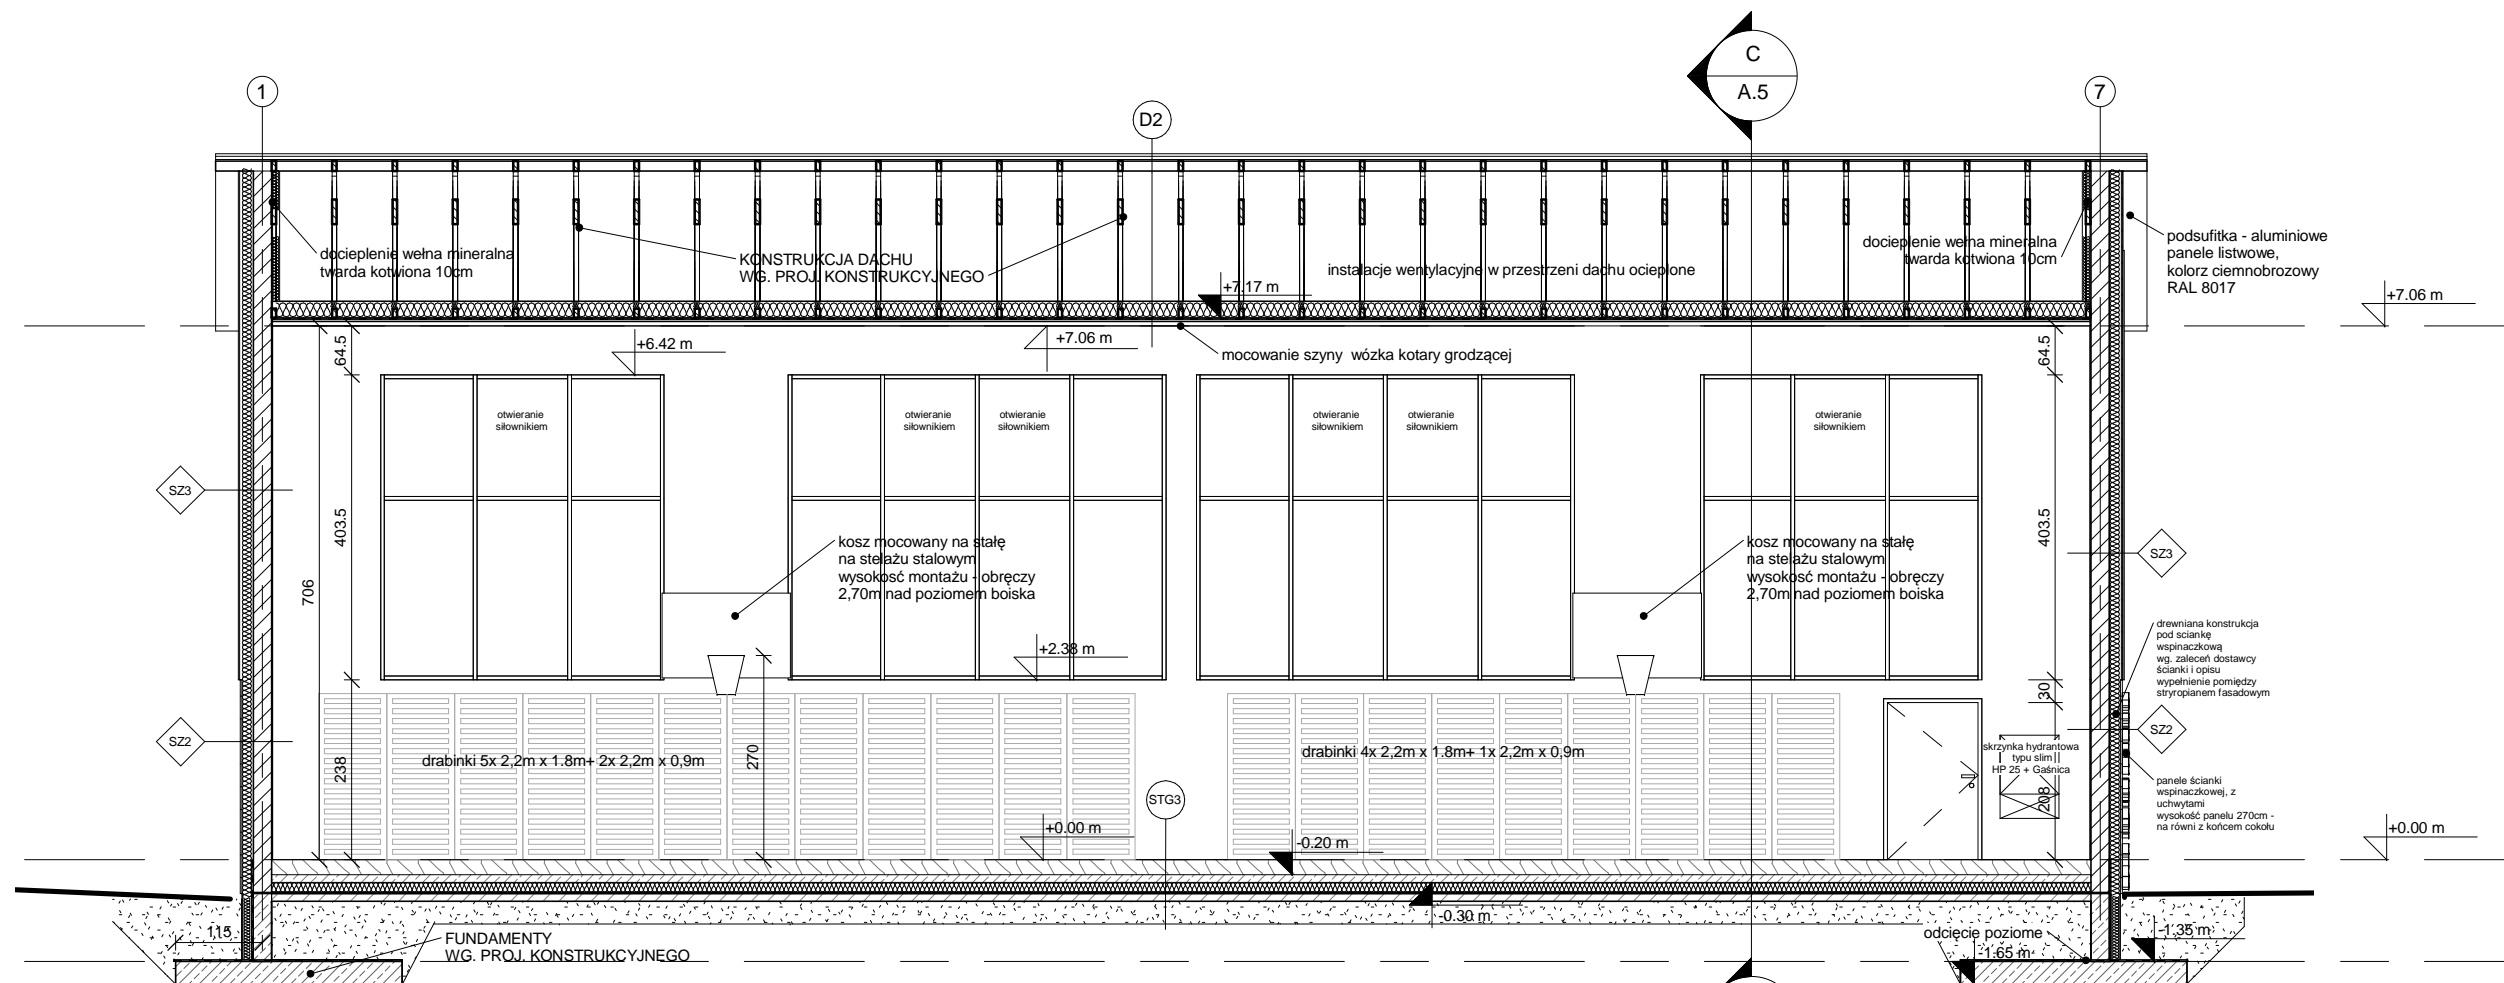 C
A.5
1
D2
7
docieplenie wełna mineralna
twarda kotwiona 10cm
KONSTRUKCJA DACHU
WG. PROJ. KONSTRUKCYJNEGO
+7.17 m
instalacje wentylacyjne w przestrzeni dachu ocieplone
docieplenie wełna mineralna
twarda kotwiona 10cm
podsufitka - aluminiowe
panele listwowe,
kolorz ciemnobrozowy
RAL 8017
+7.06 m
64.5
+6.42 m
+7.06 m
mocowanie szyny wózka kotary grodzącej
64.5
otwieranie
siłownikiem
otwieranie
siłownikiem
otwieranie
siłownikiem
otwieranie
siłownikiem
otwieranie
siłownikiem
otwieranie
siłownikiem
SZ3
403.5
706
kosz mocowany na stałę
na stelażu stalowym
wysokosć montażu - obręczy
2,70m nad poziomem boiska
kosz mocowany na stałę
na stelażu stalowym
wysokosć montażu - obręczy
2,70m nad poziomem boiska
403.5
SZ3
+2.38 m
drewniana konstrukcja
pod sciankę
wspinaczkową
wg. zaleceń dostawcy
ścianki i opisu
wypełnienie pomiędzy
stryropianem fasadowym
30
SZ2
SZ2
238
drabinki 5x 2,2m x 1.8m+ 2x 2,2m x 0,9m
270
drabinki 4x 2,2m x 1.8m+ 1x 2,2m x 0,9m
skrzynka hydrantowa
typu slim
HP 25 + Gaśnica
208
panele ścianki
wspinaczkowej, z
uchwytami
wysokość panelu 270cm -
na równi z końcem cokołu
STG3
+0.00 m
-0.20 m
+0.00 m
-0.30 m
115
FUNDAMENTY
WG. PROJ. KONSTRUKCYJNEGO
odcięcie poziome
-1.65 m
-1.35 m